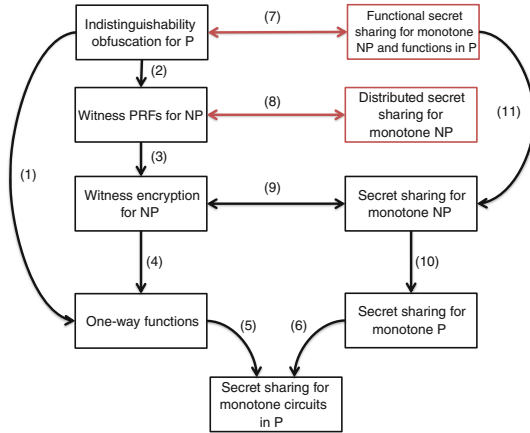 Indistinguishability
obfuscation for P
(7)
Functional secret
sharing for monotone
NP and functions in P
(2)
Witness PRFs for NP
(8)
Distributed secret
sharing for
monotone NP
(11)
(1)
(3)
Witness encryption
for NP
(9)
Secret sharing for
monotone NP
(4)
(10)
One-way functions
(5)
(6)
Secret sharing for
monotone P
Secret sharing for
monotone circuits
in P